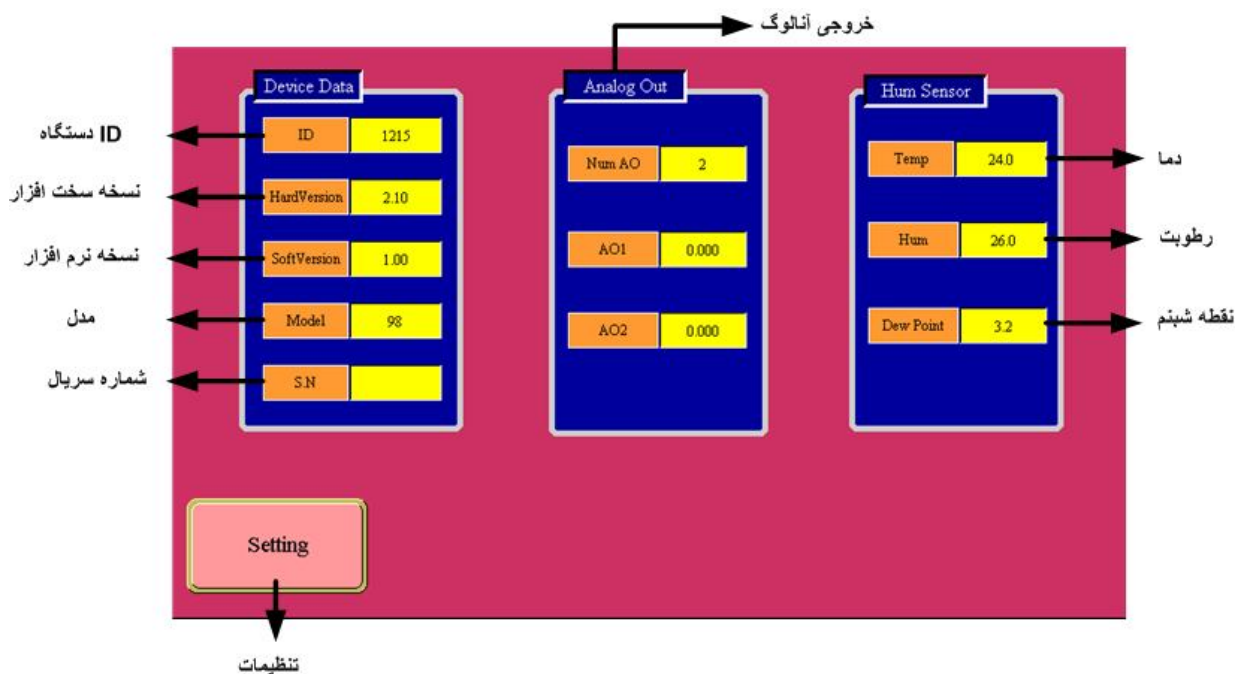 خروجی آنالوگ
Device Data
ID
1215
HardVersion
2.10
SoftVersion
1.00
Model
98
S.N
Analog Out
Num AO
2
AO1
0.000
AO2
0.000
Hum Sensor
Temp
24.0
Hum
26.0
Dew Point
3.2
ID دستگاه
نسخه سخت افزار
نسخه نرم افزار
مدل
شماره سریال
دما
رطوبت
نقطه شبنم
Setting
تنظیمات